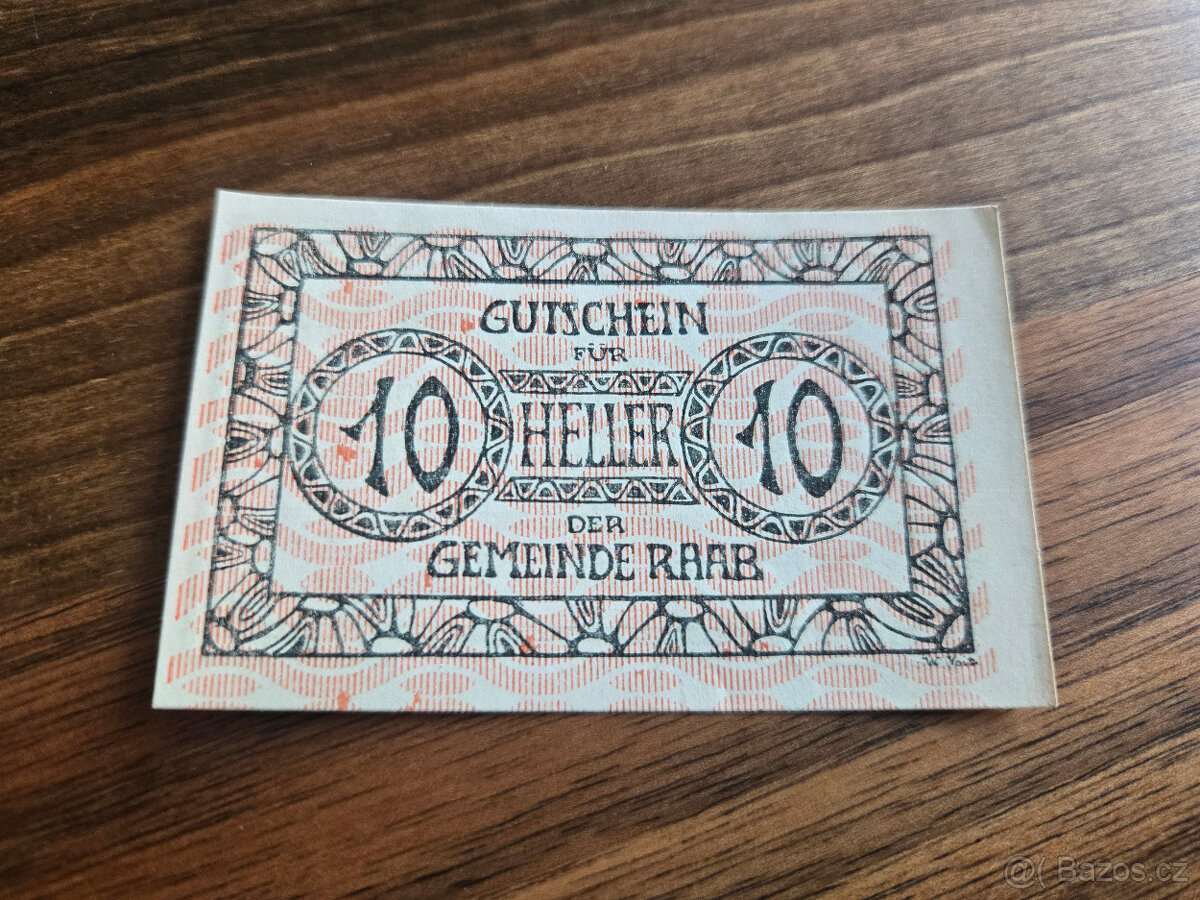 GUTSCHEIN
FÜR
10 HELLER 10
DER
GEMEINDE RAAB
@( Bazos.cz